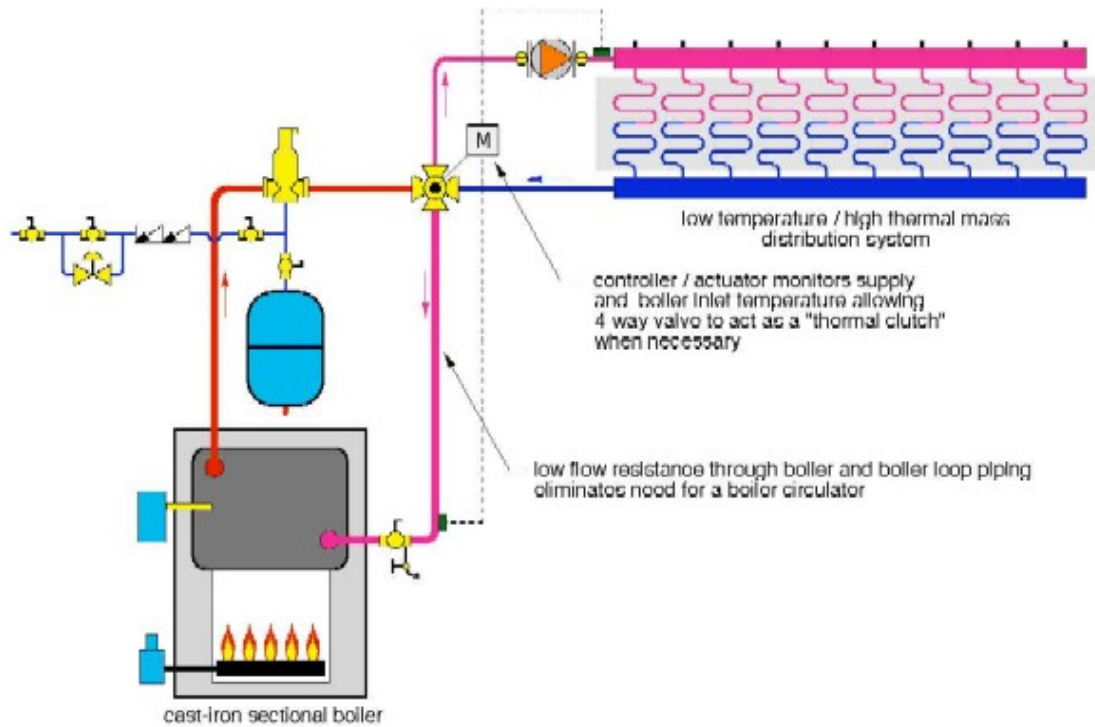 M
low temperature / high thermal mass
distribution system
controller / actuator monitors supply
and boiler inlet temperature allowing
4 way valve to act as a "thermal clutch"
when necessary
low flow resistance through boiler and boiler loop piping
eliminates need for a boiler circulator
cast-iron sectional boiler